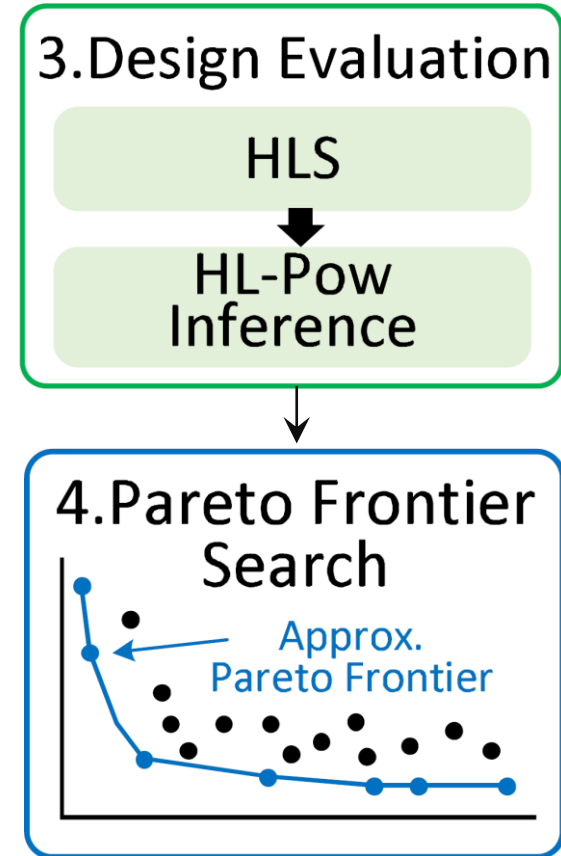 3.Design Evaluation
HLS
HL-Pow
Inference
4.Pareto Frontier
Search
Approx.
Pareto Frontier